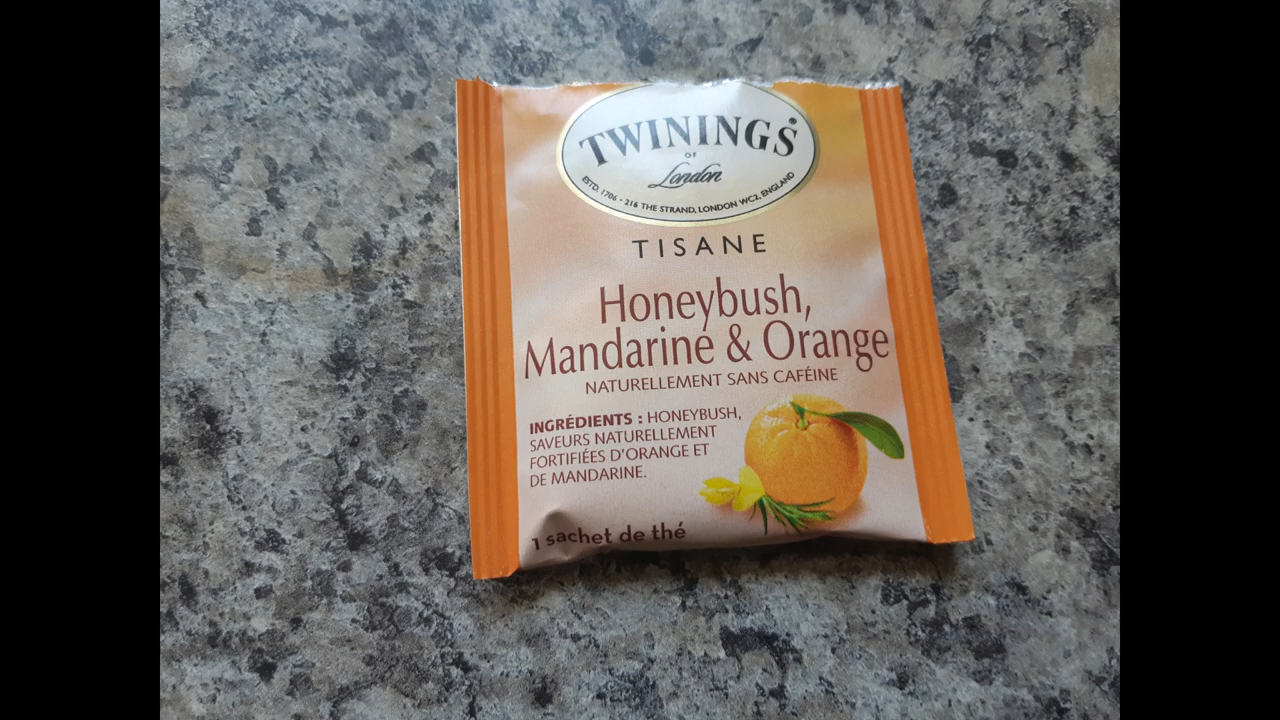 TWININGS®
OF
London
ESTD. 1706 - 216 THE STRAND, LONDON WC2, ENGLAND
TISANE
Honeybush,
Mandarine & Orange
NATURELLEMENT SANS CAFÉINE
INGRÉDIENTS : HONEYBUSH,
SAVEURS NATURELLEMENT
FORTIFIÉES D'ORANGE ET
DE MANDARINE.
1 sachet de thé